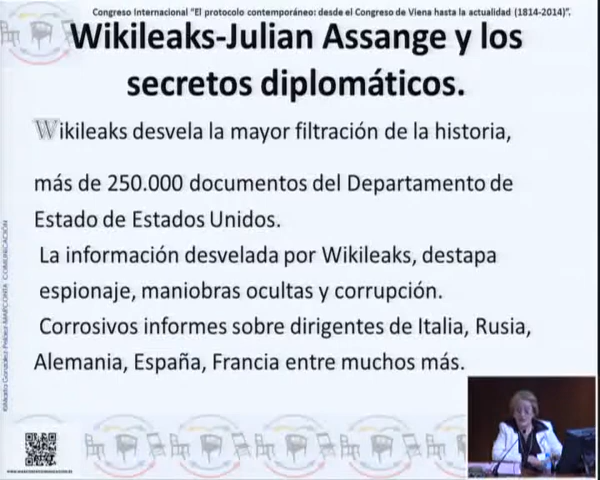 Congreso Internacional "El protocolo contemporáneo: desde el Congreso de Viena hasta la actualidad (1814-2014)".
Wikileaks-Julian Assange y los
secretos diplomáticos.
Wikileaks desvela la mayor filtración de la historia,
más de 250.000 documentos del Departamento de
Estado de Estados Unidos.
La información desvelada por Wikileaks, destapa
espionaje, maniobras ocultas y corrupción.
Corrosivos informes sobre dirigentes de Italia, Rusia,
Alemania, España, Francia entre muchos más.